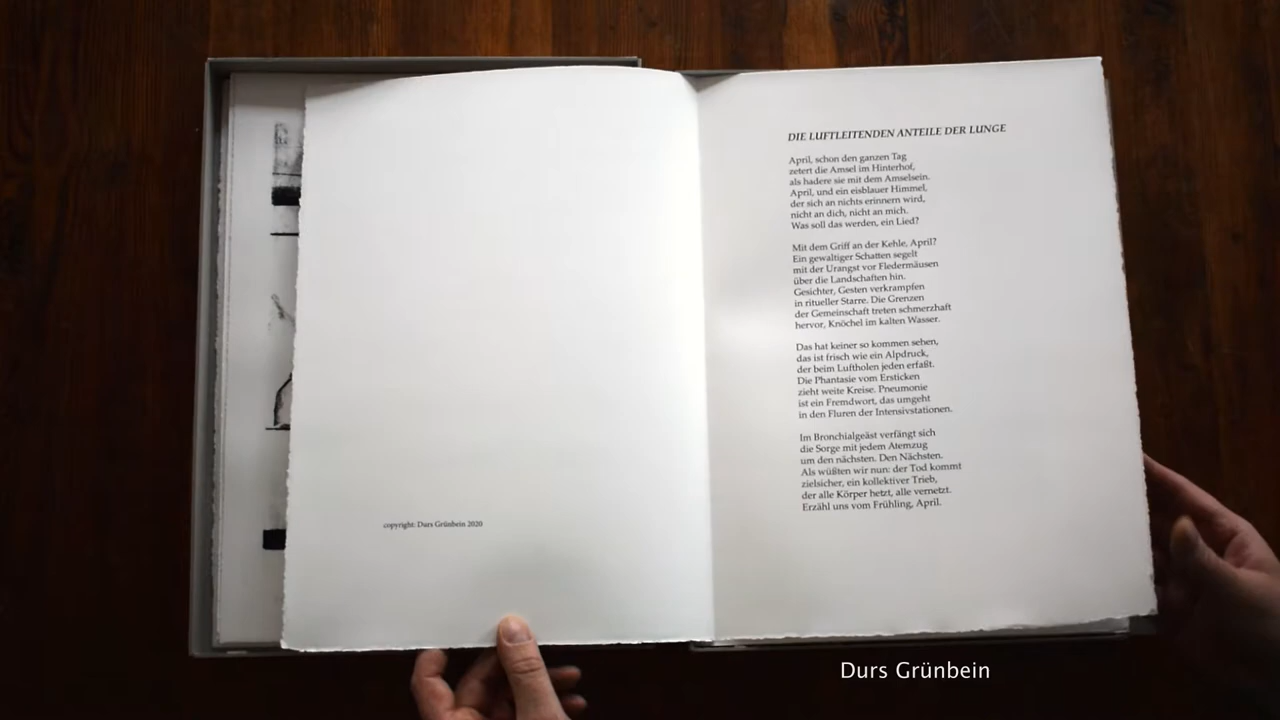 copyright: Durs Grünbein 2020
DIE LUFTLEITENDEN ANTEILE DER LUNGE
April, schon den ganzen Tag
zetert die Amsel im Hinterhof,
als hadere sie mit dem Amselsein.
April, und ein eisblauer Himmel,
der sich an nichts erinnern wird,
nicht an dich, nicht an mich.
Was soll das werden, ein Lied?
Mit dem Griff an der Kehle, April?
Ein gewaltiger Schatten segelt
mit der Urangst vor Fledermäusen
über die Landschaften hin.
Gesichter, Gesten verkrampfen
in ritueller Starre. Die Grenzen
der Gemeinschaft treten schmerzhaft
hervor, Knöchel im kalten Wasser.
Das hat keiner so kommen sehen,
das ist frisch wie ein Alpdruck,
der beim Luftholen jeden erfaßt.
Die Phantasie vom Ersticken
zieht weite Kreise. Pneumonie
ist ein Fremdwort, das umgeht
in den Fluren der Intensivstationen.
Im Bronchialgeäst verfängt sich
die Sorge mit jedem Atemzug
um den nächsten. Den Nächsten.
Als wüßten wir nun: der Tod kommt
zielsicher, ein kollektiver Trieb,
der alle Körper hetzt, alle vernetzt.
Erzähl uns vom Frühling, April.
Durs Grünbein